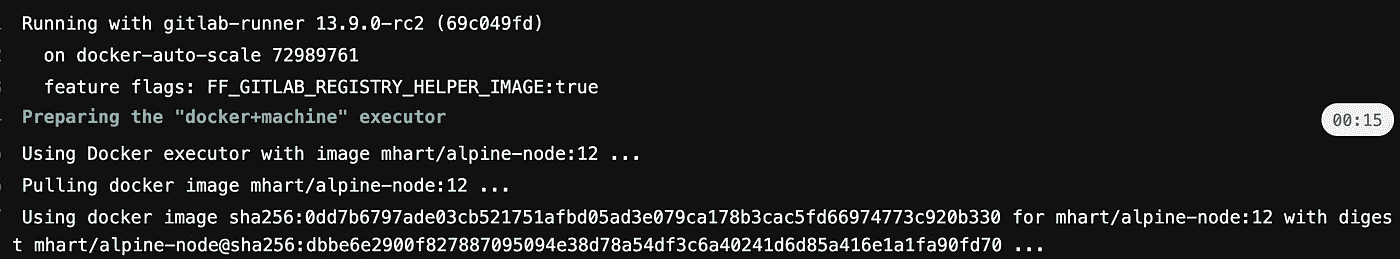 Running with gitlab-runner 13.9.0-rc2 (69c049fd)
on docker-auto-scale 72989761
feature flags: FF_GITLAB_REGISTRY_HELPER_IMAGE:true
Preparing the "docker+machine" executor
00:15
Using Docker executor with image mhart/alpine-node:12 ...
Pulling docker image mhart/alpine-node:12 ...
Using docker image sha256:0dd7b6797ade03cb521751afbd05ad3e079ca178b3cac5fd66974773c920b330 for mhart/alpine-node:12 with diges
t mhart/alpine-node@sha256:dbbe6e2900f827887095094e38d78a54df3c6a40241d6d85a416e1a1fa90fd70 ...